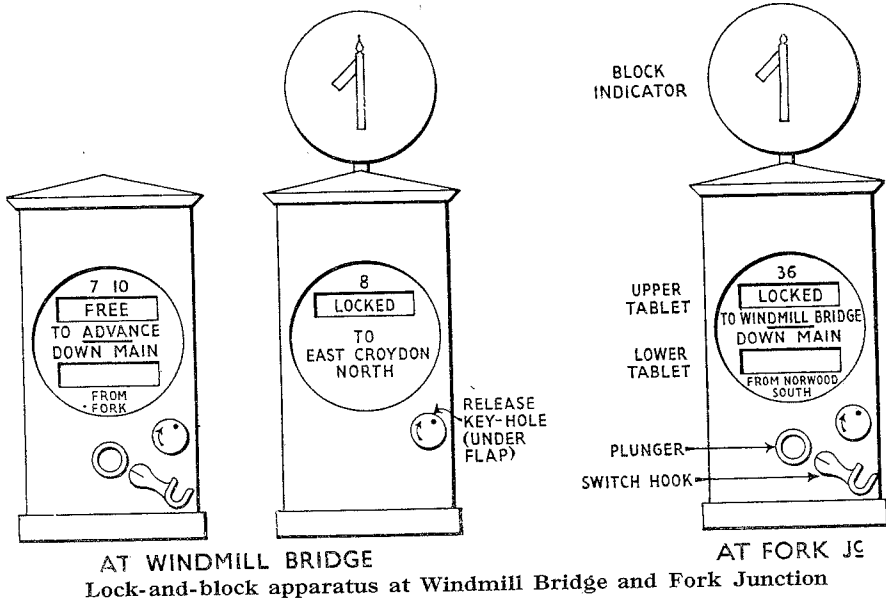 BLOCK
INDICATOR
7 10
FREE
TO ADVANCE
DOWN MAIN
FROM
FORK
8
LOCKED
TO
EAST CROYDON
NORTH
RELEASE
KEY-HOLE
(UNDER
FLAP)
UPPER
TABLET
LOWER
TABLET
PLUNGER
SWITCH HOOK
36
LOCKED
TO WINDMILL BRIDGE
DOWN MAIN
FROM NORWOOD
SOUTH
AT WINDMILL BRIDGE
AT FORK Jc
Lock-and-block apparatus at Windmill Bridge and Fork Junction